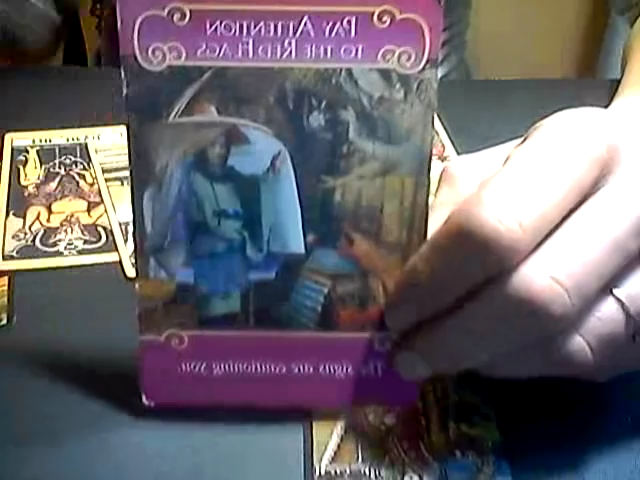 Pay Attention
to the Red Flags
The signs are cautioning you.